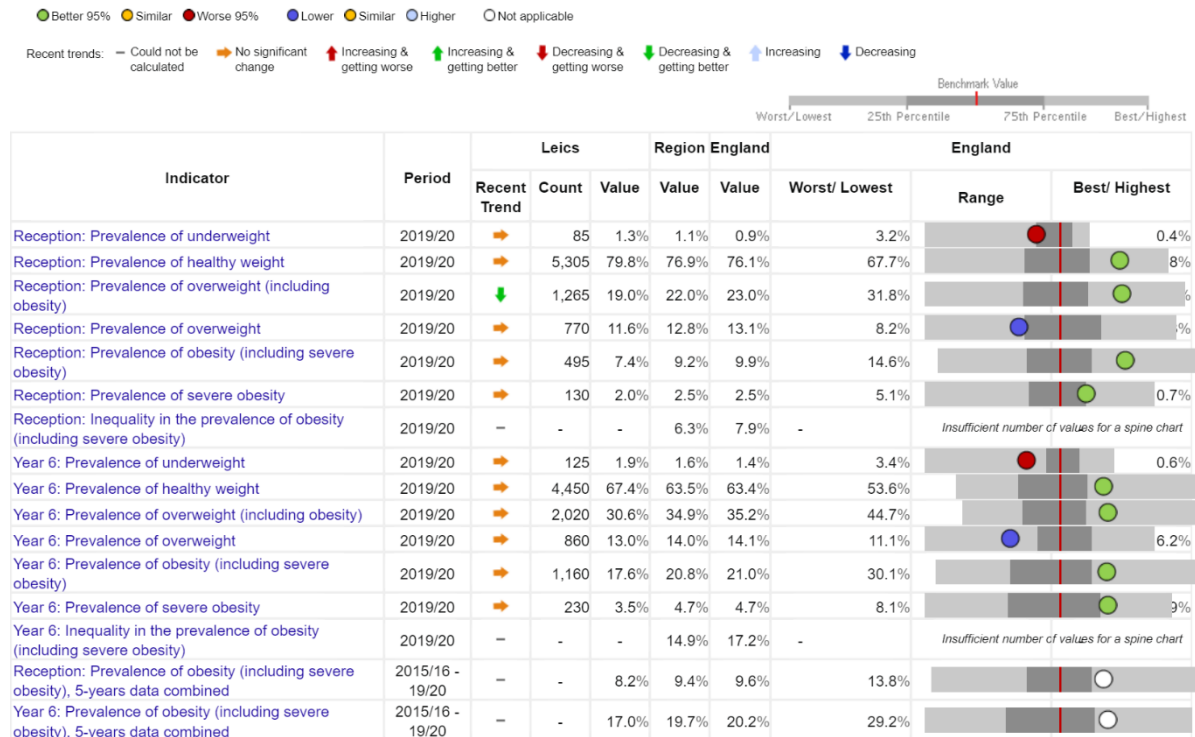 Better 95% Similar Worse 95% Lower Similar Higher Not applicable
Recent trends: – Could not be calculated No significant change Increasing & getting worse Increasing & getting better Decreasing & getting worse Decreasing & getting better Increasing Decreasing
Benchmark Value
Worst/Lowest 25th Percentile 75th Percentile Best/Highest
Leics Region England England
Indicator Period Recent Trend Count Value Value Value Worst/ Lowest Range Best/ Highest
Reception: Prevalence of underweight 2019/20 85 1.3% 1.1% 0.9% 3.2% 0.4%
Reception: Prevalence of healthy weight 2019/20 5,305 79.8% 76.9% 76.1% 67.7% 8%
Reception: Prevalence of overweight (including
obesity) 2019/20 1,265 19.0% 22.0% 23.0% 31.8%
Reception: Prevalence of overweight 2019/20 770 11.6% 12.8% 13.1% 8.2% %
Reception: Prevalence of obesity (including severe
obesity) 2019/20 495 7.4% 9.2% 9.9% 14.6%
Reception: Prevalence of severe obesity 2019/20 130 2.0% 2.5% 2.5% 5.1% 0.7%
Reception: Inequality in the prevalence of obesity
(including severe obesity) 2019/20 – - - 6.3% 7.9% - Insufficient number of values for a spine chart
Year 6: Prevalence of underweight 2019/20 125 1.9% 1.6% 1.4% 3.4% 0.6%
Year 6: Prevalence of healthy weight 2019/20 4,450 67.4% 63.5% 63.4% 53.6%
Year 6: Prevalence of overweight (including obesity) 2019/20 2,020 30.6% 34.9% 35.2% 44.7%
Year 6: Prevalence of overweight 2019/20 860 13.0% 14.0% 14.1% 11.1% 6.2%
Year 6: Prevalence of obesity (including severe
obesity) 2019/20 1,160 17.6% 20.8% 21.0% 30.1%
Year 6: Prevalence of severe obesity 2019/20 230 3.5% 4.7% 4.7% 8.1% 9%
Year 6: Inequality in the prevalence of obesity
(including severe obesity) 2019/20 – - - 14.9% 17.2% - Insufficient number of values for a spine chart
Reception: Prevalence of obesity (including severe
obesity), 5-years data combined 2015/16 - 19/20 – - 8.2% 9.4% 9.6% 13.8%
Year 6: Prevalence of obesity (including severe
obesity), 5-years data combined 2015/16 - 19/20 – - 17.0% 19.7% 20.2% 29.2%